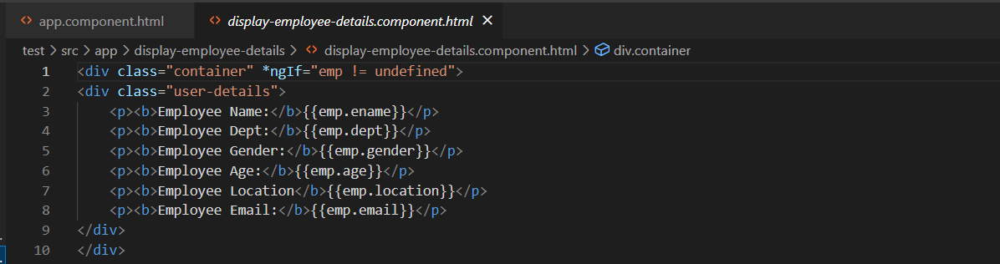 app.component.html display-employee-details.component.html
test > src > app > display-employee-details > display-employee-details.component.html > div.container
1 <div class="container" *ngIf="emp != undefined">
2 <div class="user-details">
3 <p><b>Employee Name:</b>{{emp.ename}}</p>
4 <p><b>Employee Dept:</b>{{emp.dept}}</p>
5 <p><b>Employee Gender:</b>{{emp.gender}}</p>
6 <p><b>Employee Age:</b>{{emp.age}}</p>
7 <p><b>Employee Location</b>{{emp.location}}</p>
8 <p><b>Employee Email:</b>{{emp.email}}</p>
9 </div>
10 </div>